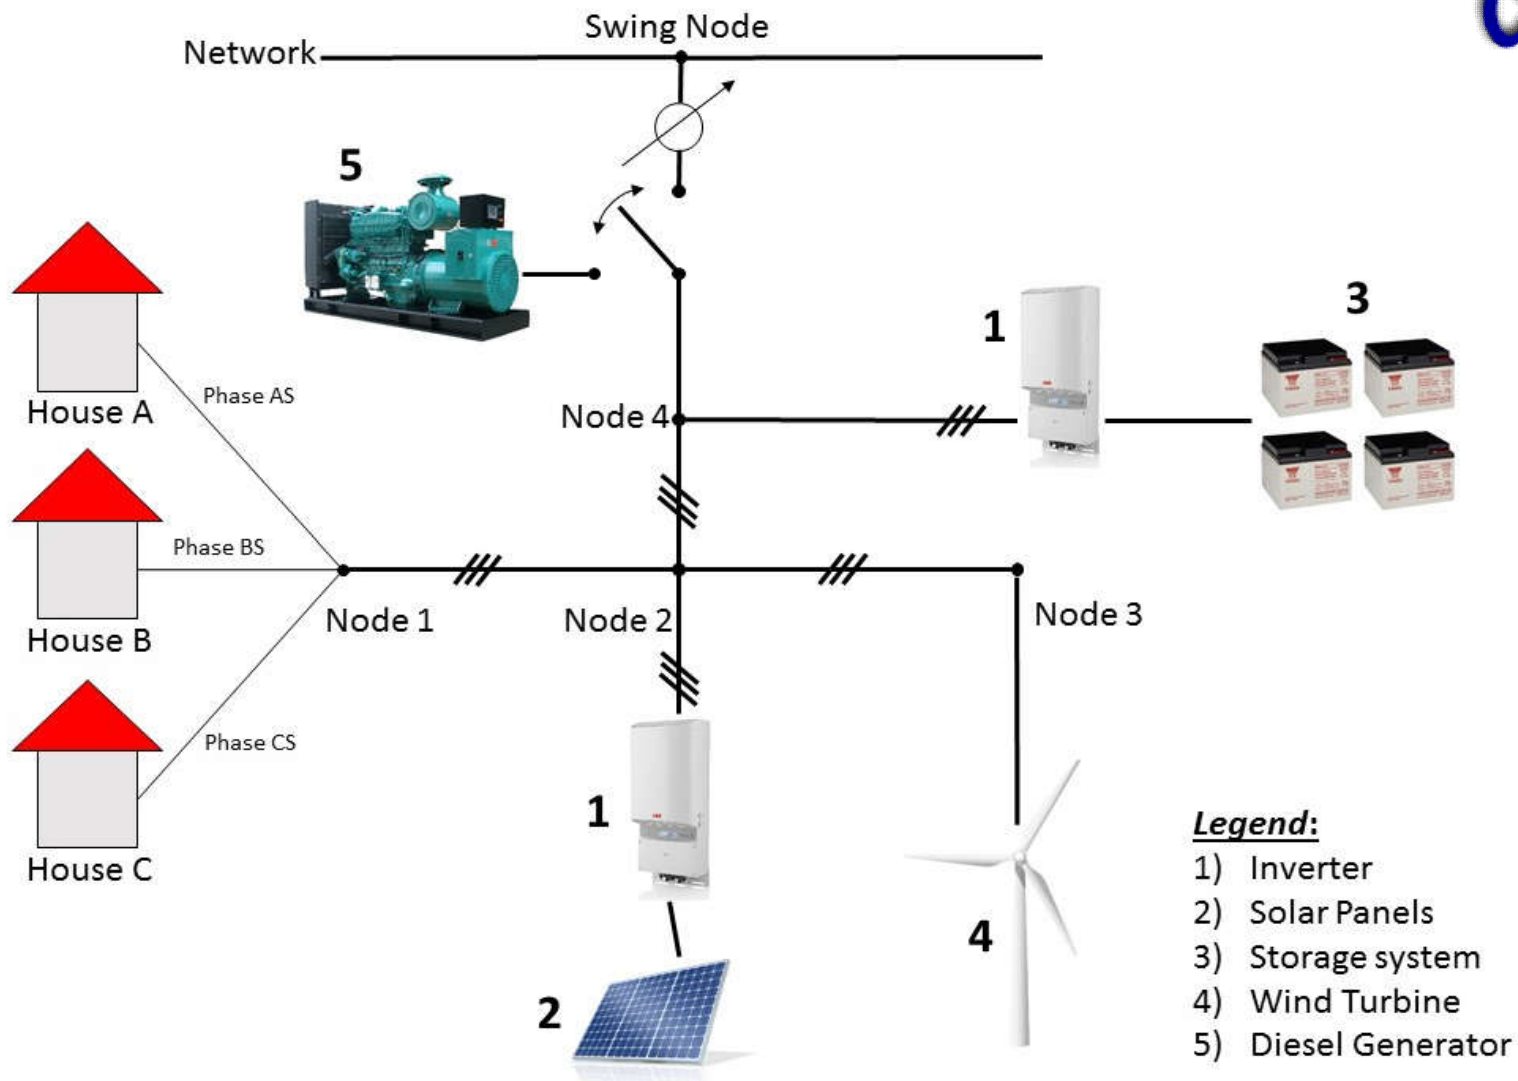 Swing Node
Network
5
3
1
House A
Phase AS
Node 4
Phase BS
House B
Node 1
Node 2
Node 3
Phase CS
House C
1
4
2
Legend:
1) Inverter
2) Solar Panels
3) Storage system
4) Wind Turbine
5) Diesel Generator